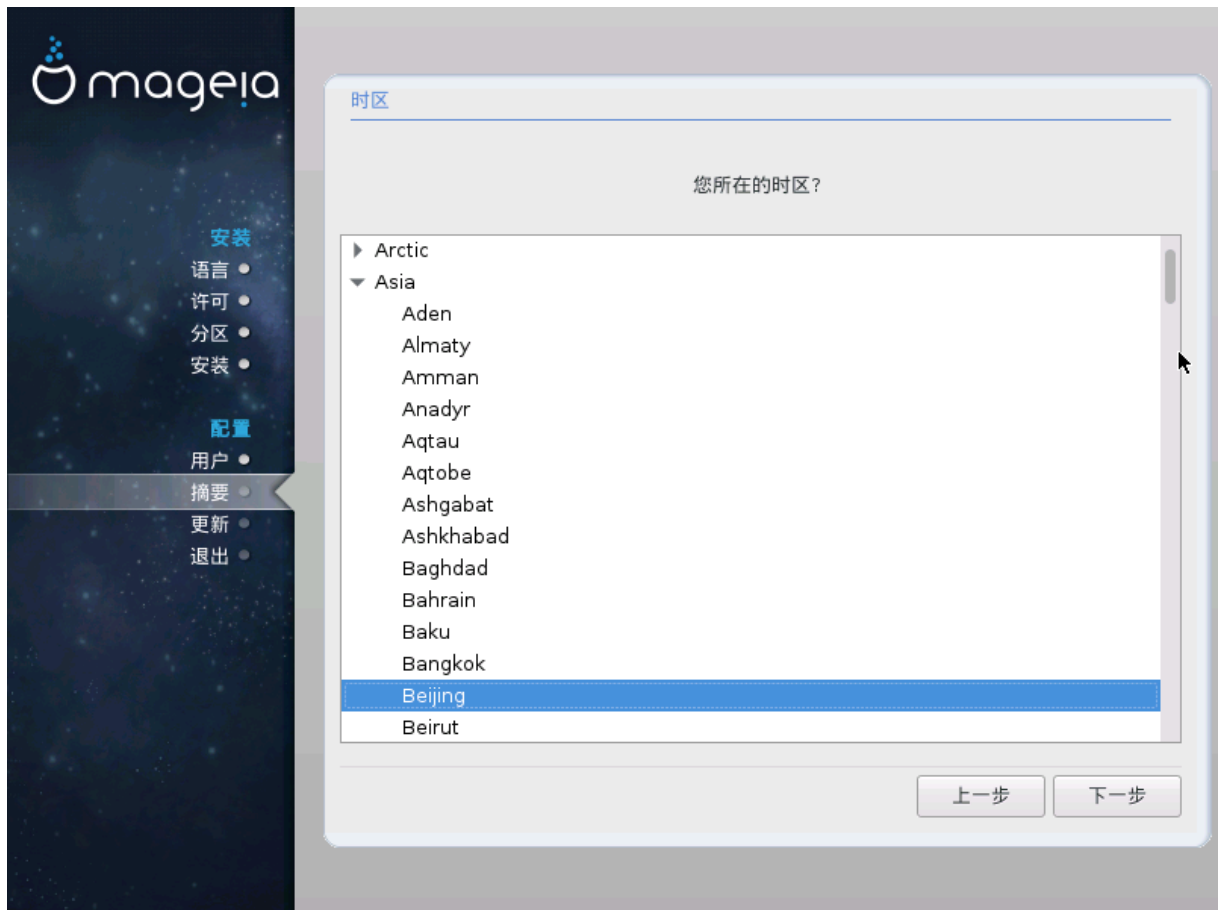 mageia
安装
语言
许可
分区
安装
配置
用户
摘要
更新
退出
时区
您所在的时区?
Arctic
Asia
Aden
Almaty
Amman
Anadyr
Aqtau
Aqtobe
Ashgabat
Ashkhabad
Baghdad
Bahrain
Baku
Bangkok
Beijing
Beirut
上一步
下一步